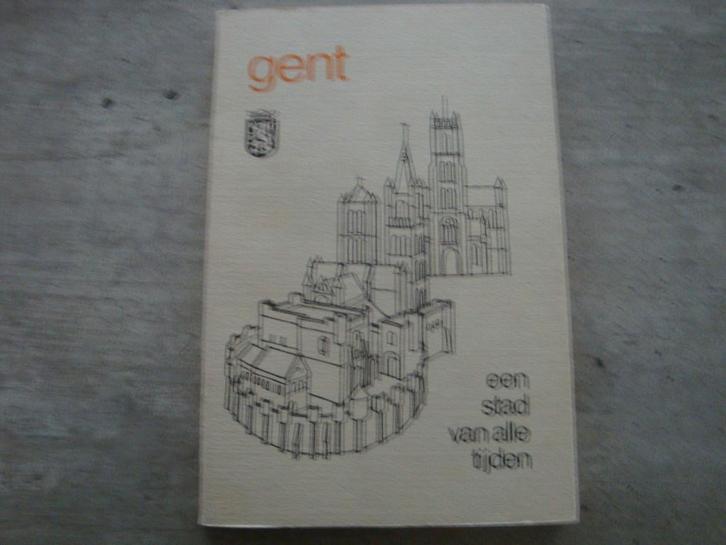 gent
een
stad
van alle
tijden